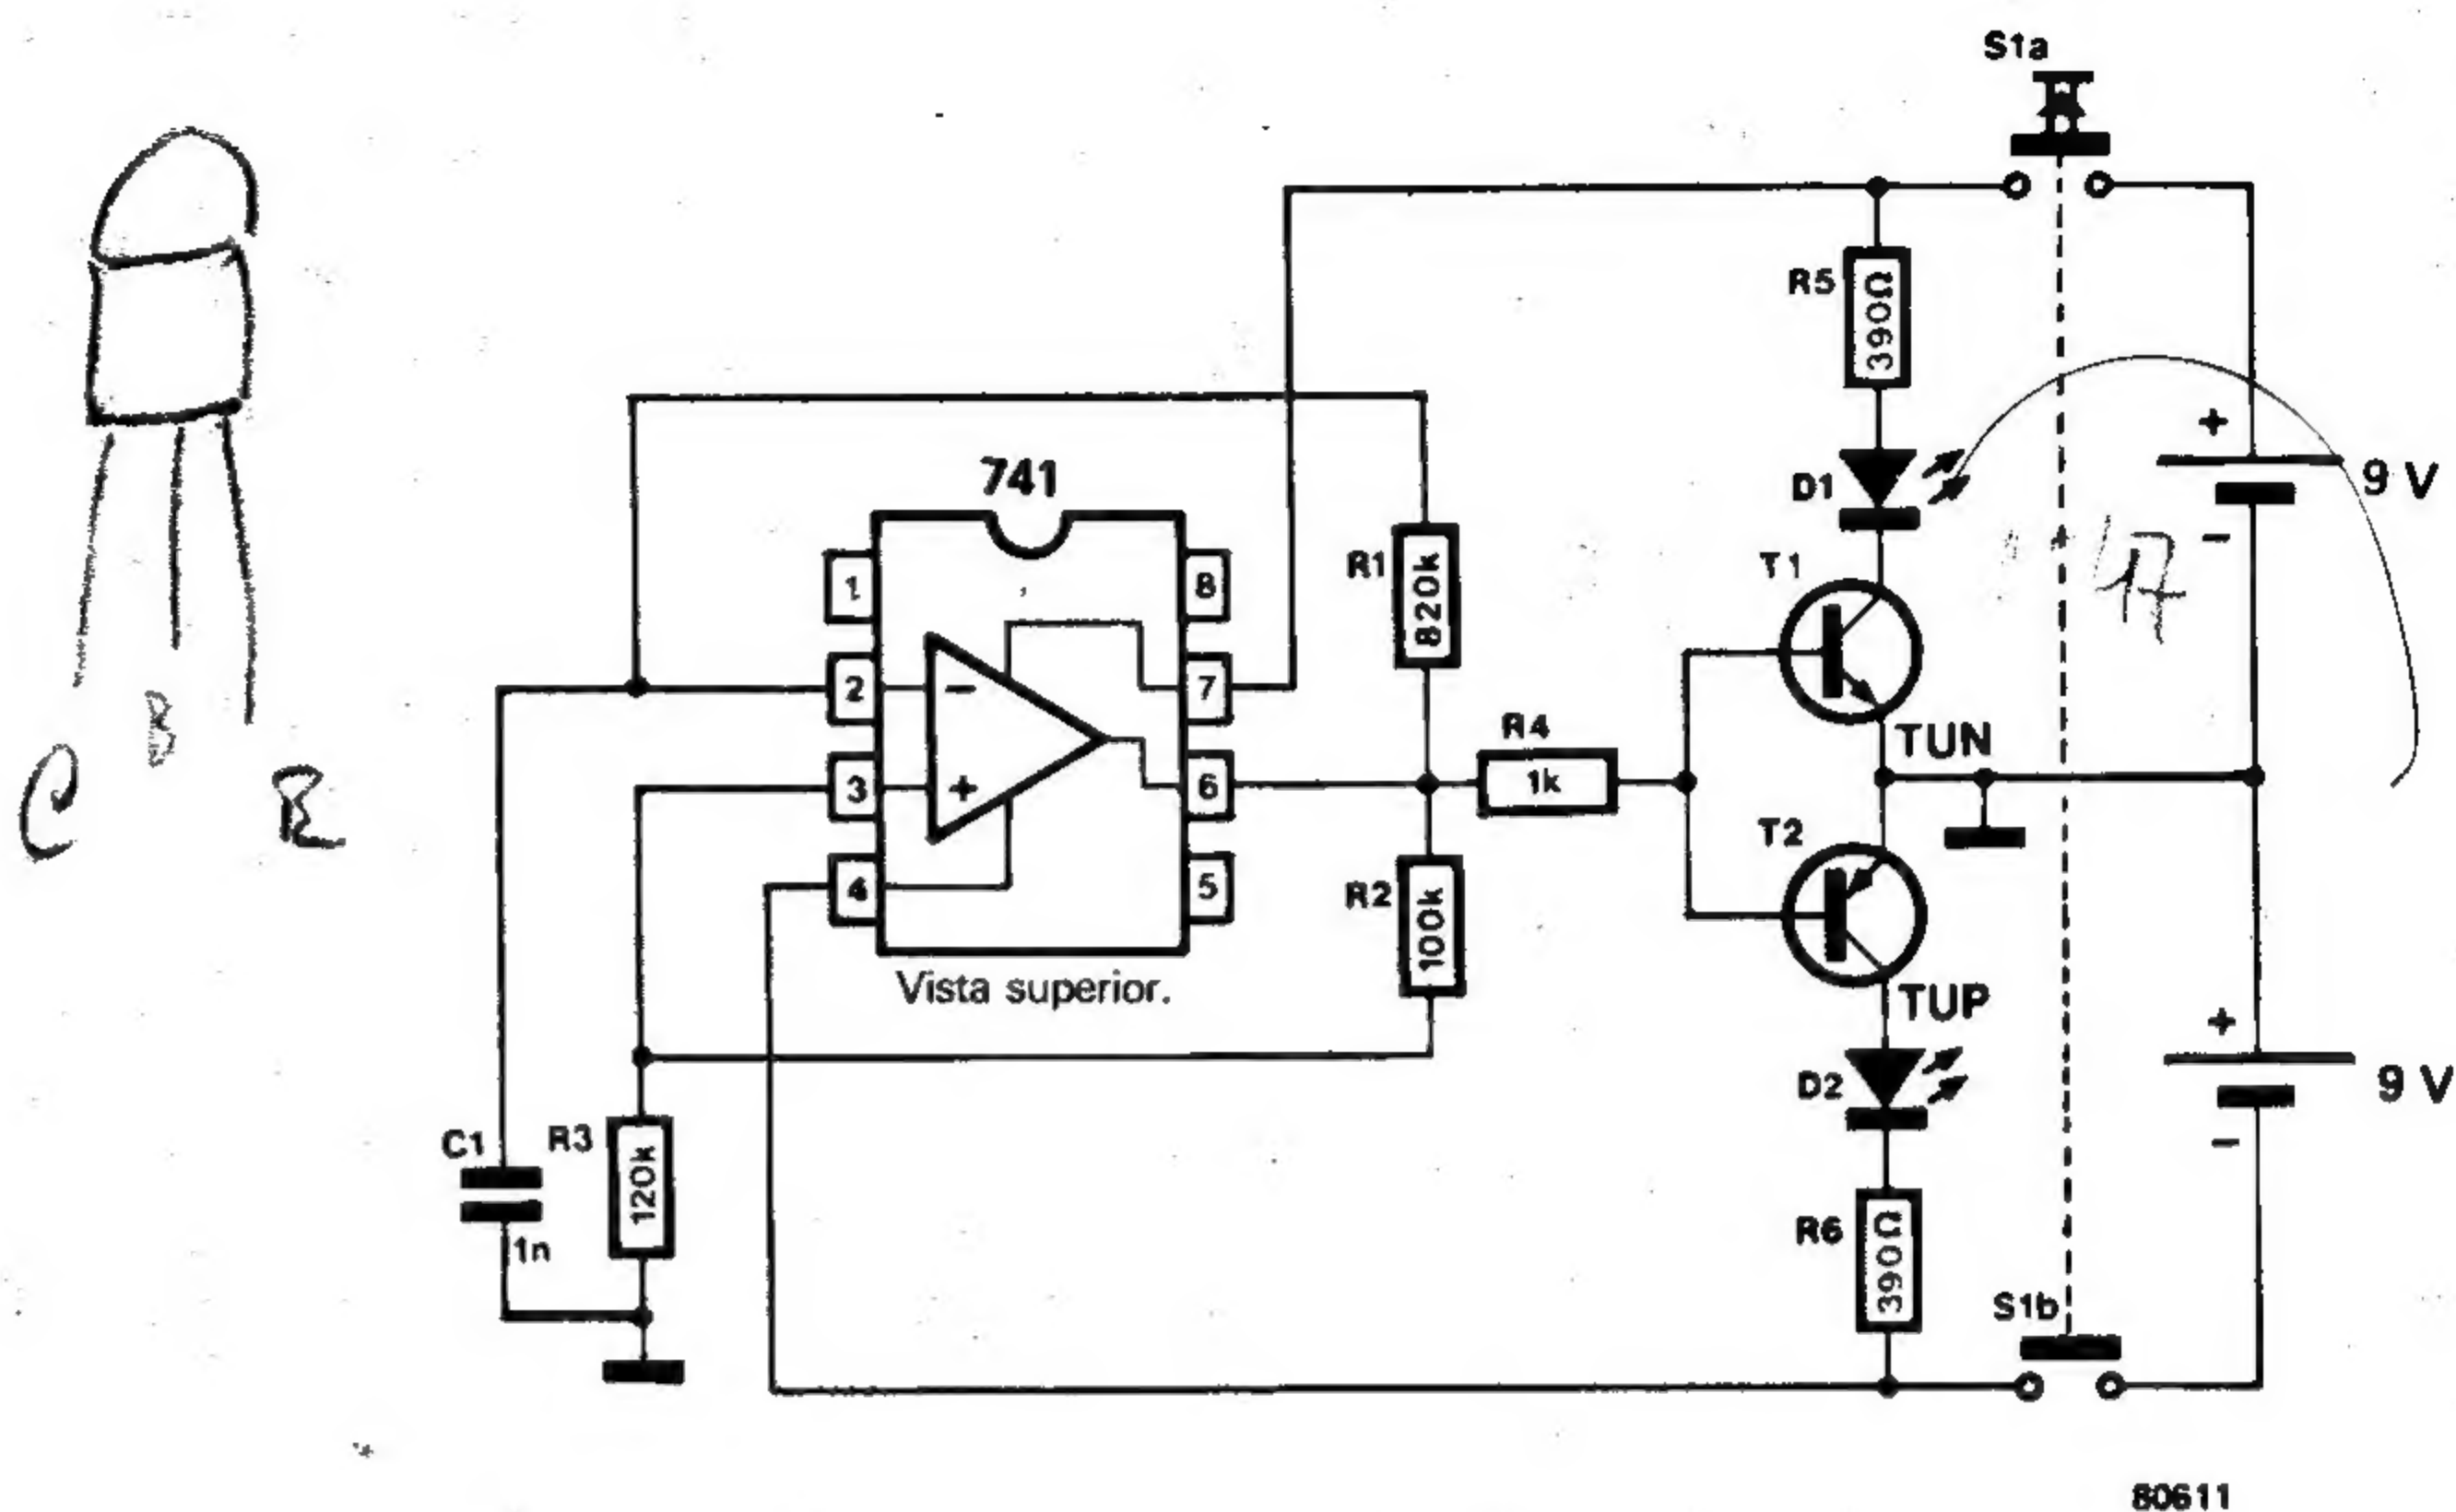 S1a
R5
390Ω
+
9 V
-
D1
741
T1
R1
820k
1
8
2
-
7
R4
1k
TUN
3
+
6
T2
4
5
R2
100k
Vista superior.
TUP
+
9 V
-
D2
C1
1n
R3
120k
R6
390Ω
S1b
80611
C
B
E